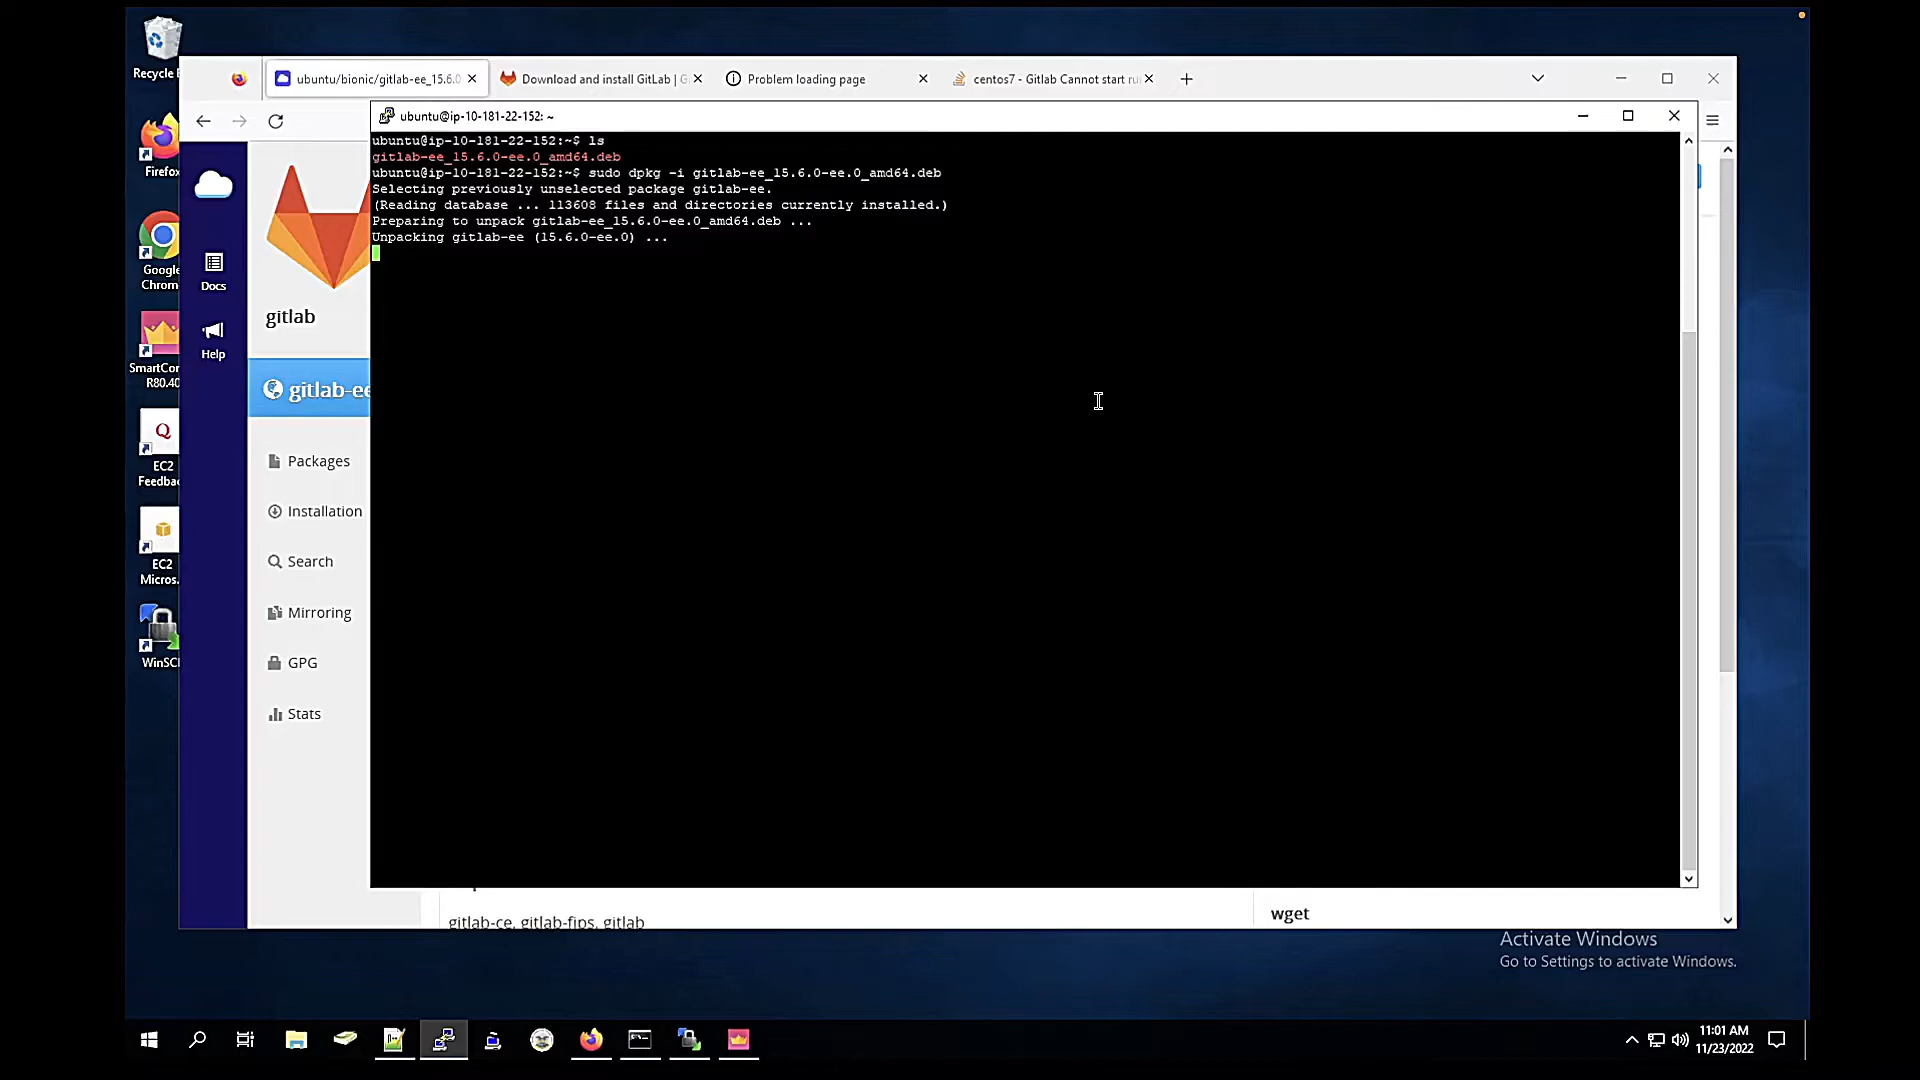 Recycle
ubuntu/bionic/gitlab-ee_15.6.0
Download and install GitLab |
Problem loading page
centos7 - Gitlab Cannot start ru
ubuntu@ip-10-181-22-152: ~
ubuntu@ip-10-181-22-152:~$ ls
gitlab-ee_15.6.0-ee.0_amd64.deb
ubuntu@ip-10-181-22-152:~$ sudo dpkg -i gitlab-ee_15.6.0-ee.0_amd64.deb
Selecting previously unselected package gitlab-ee.
(Reading database ... 113608 files and directories currently installed.)
Preparing to unpack gitlab-ee_15.6.0-ee.0_amd64.deb ...
Unpacking gitlab-ee (15.6.0-ee.0) ...
Firefox
Google
Chrom
SmartCon
R80.40
EC2
Feedba
EC2
Micros.
WinSC
Docs
Help
gitlab
gitlab-ee
Packages
Installation
Search
Mirroring
GPG
Stats
gitlab-ce, gitlab-fips, gitlab
wget
Activate Windows
Go to Settings to activate Windows.
11:01 AM
11/23/2022